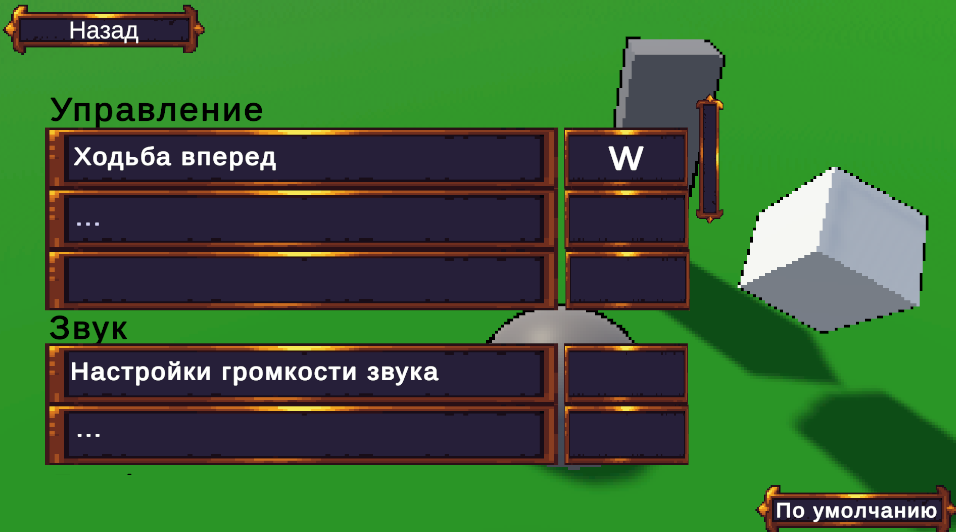 Назад
Управление
Ходьба вперед
W
...
Звук
Настройки громкости звука
...
По умолчанию